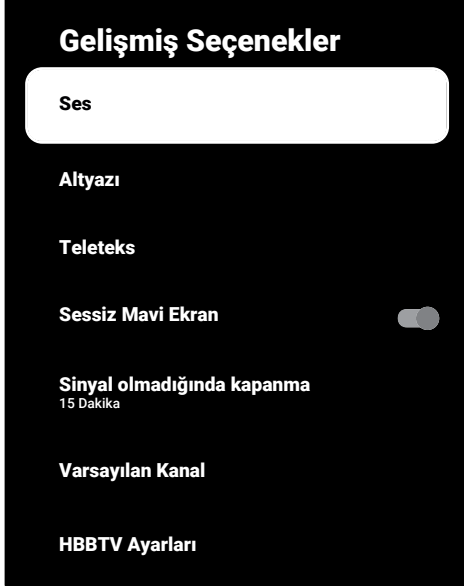 Gelişmiş Seçenekler
Ses
Altyazı
Teleteks
Sessiz Mavi Ekran
Sinyal olmadığında kapanma
15 Dakika
Varsayılan Kanal
HBBTV Ayarları